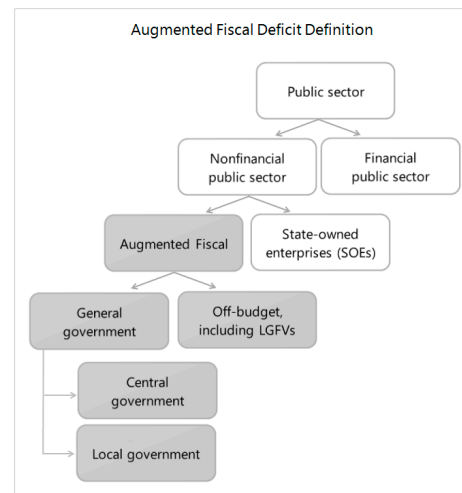 Augmented Fiscal Deficit Definition
Public sector
Nonfinancial
public sector
Financial
public sector
Augmented Fiscal
State-owned
enterprises (SOEs)
General
government
Off-budget,
including LGFVs
Central
government
Local government